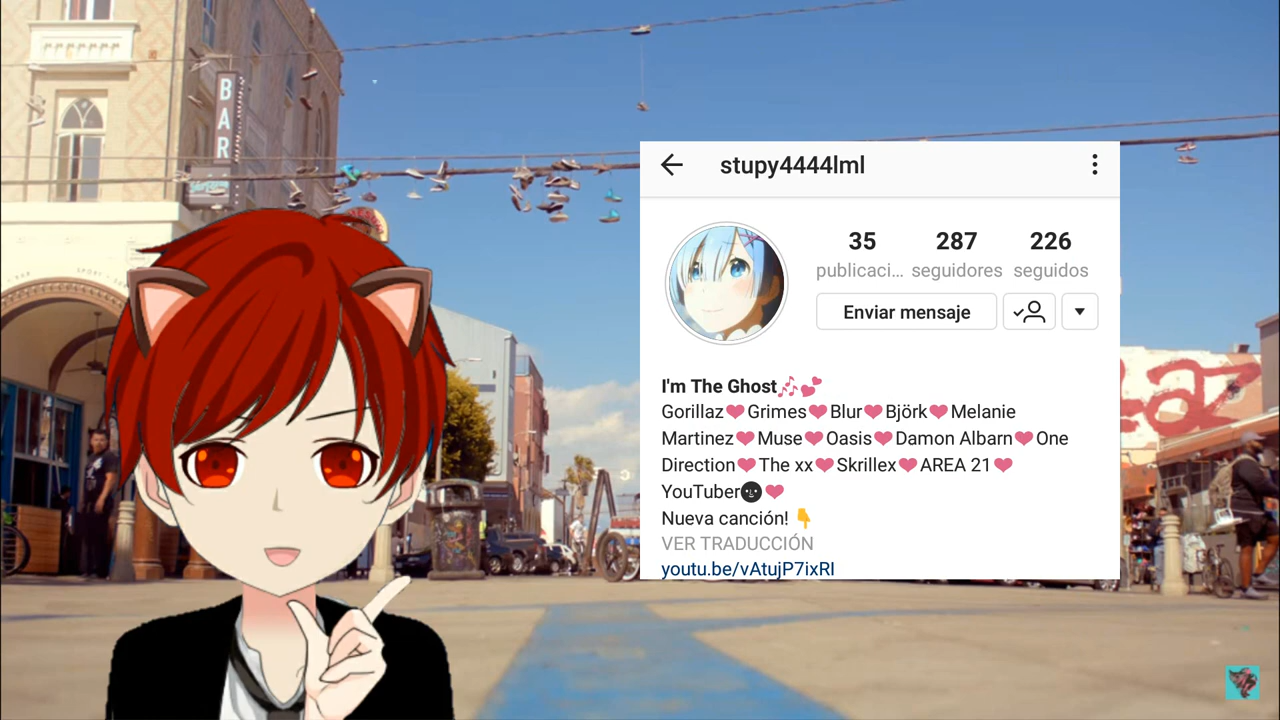 BAR
stupy4444lml
35 287 226
publicaci... seguidores seguidos
Enviar mensaje
I'm The Ghost🎶💕
Gorillaz❤Grimes❤Blur❤Björk❤Melanie
Martinez❤Muse❤Oasis❤Damon Albarn❤One
Direction❤The xx❤Skrillex❤AREA 21❤
YouTuber🌚❤
Nueva canción! 👇
VER TRADUCCIÓN
youtu.be/vAtujP7ixRI